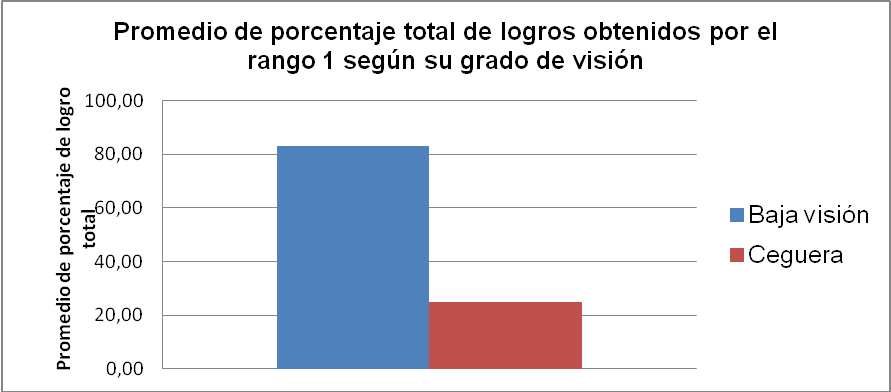 Promedio de porcentaje total de logros obtenidos por el
rango 1 según su grado de visión
Promedio de porcentaje de logro
total
100,00
80,00
60,00
40,00
20,00
0,00
Baja visión
Ceguera